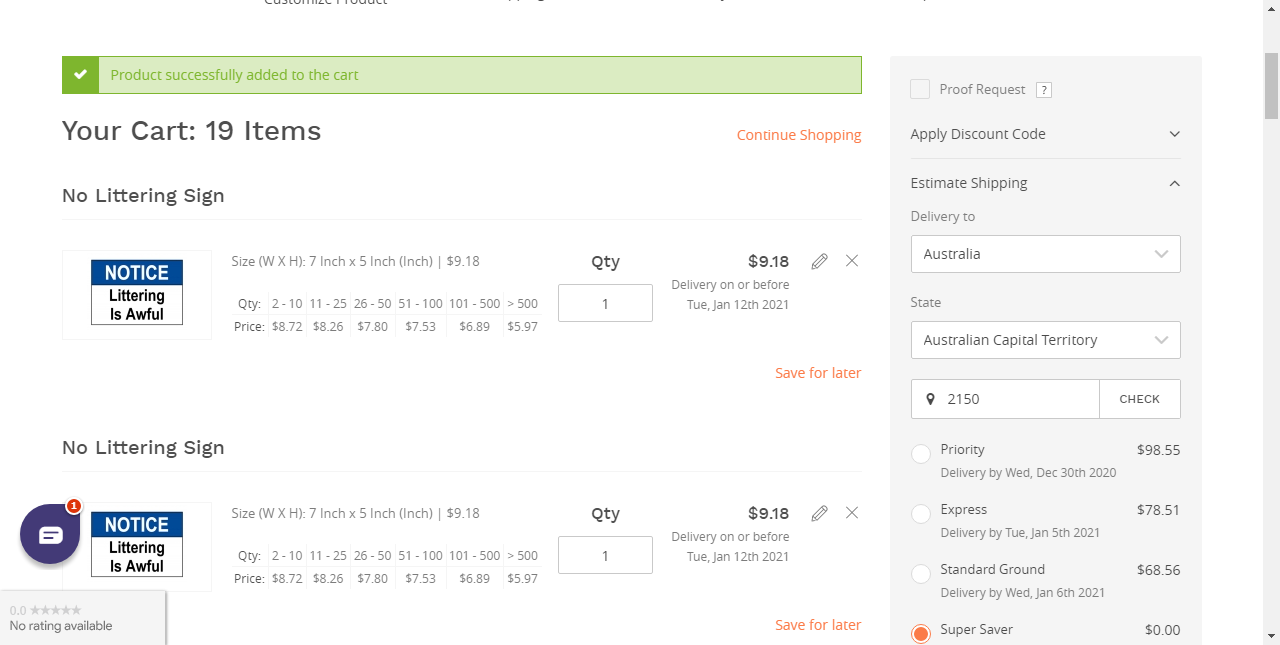 Customize Product
Product successfully added to the cart
Your Cart: 19 Items
Continue Shopping
No Littering Sign
NOTICE
Littering
Is Awful
Size (W X H): 7 Inch x 5 Inch (Inch) | $9.18
Qty: 2 - 10 11 - 25 26 - 50 51 - 100 101 - 500 > 500
Price: $8.72 $8.26 $7.80 $7.53 $6.89 $5.97
Qty
1
$9.18
Delivery on or before
Tue, Jan 12th 2021
Save for later
No Littering Sign
NOTICE
Littering
Is Awful
Size (W X H): 7 Inch x 5 Inch (Inch) | $9.18
Qty: 2 - 10 11 - 25 26 - 50 51 - 100 101 - 500 > 500
Price: $8.72 $8.26 $7.80 $7.53 $6.89 $5.97
Qty
1
$9.18
Delivery on or before
Tue, Jan 12th 2021
Save for later
1
0.0
No rating available
Proof Request ?
Apply Discount Code
Estimate Shipping
Delivery to
Australia
State
Australian Capital Territory
2150 CHECK
Priority $98.55
Delivery by Wed, Dec 30th 2020
Express $78.51
Delivery by Tue, Jan 5th 2021
Standard Ground $68.56
Delivery by Wed, Jan 6th 2021
Super Saver $0.00